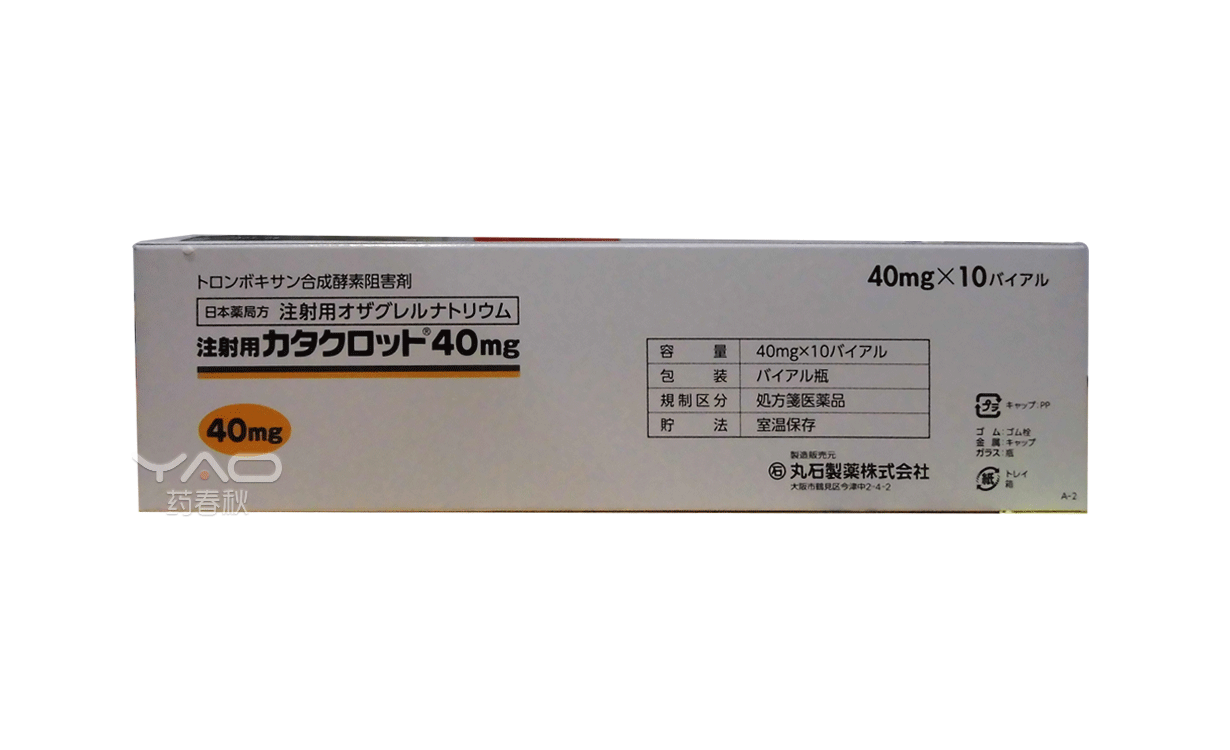 トロンボキサン合成酵素阻害剤
日本薬局方 注射用オザグレルナトリウム
注射用カタクロット®40mg
40mg
40mg×10バイアル
容量 40mg×10バイアル
包装 バイアル瓶
規制区分 処方箋医薬品
貯法 室温保存
製造販売元
石 丸石製薬株式会社
大阪市鶴見区今津中2-4-2
プラ キャップ:PP
ゴム:ゴム栓
金属:キャップ
ガラス:瓶
紙 トレイ
箱
A-2
YAO
药春秋